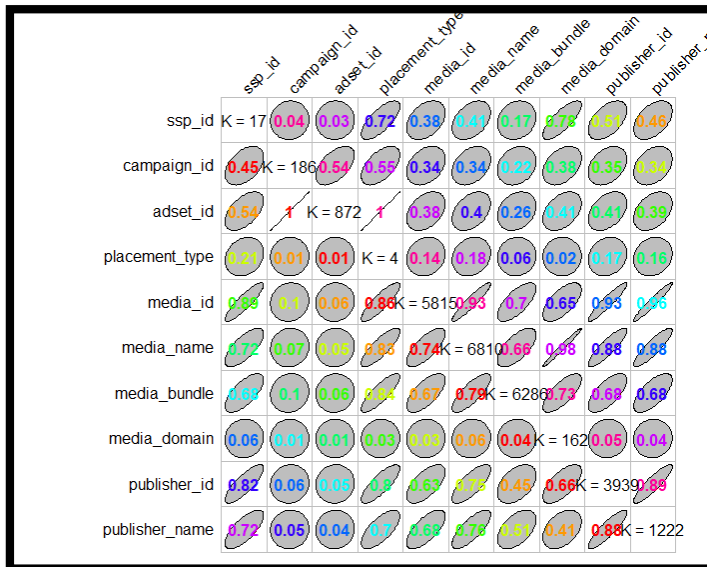 ssp_id campaign_id adset_id placement_type media_id media_name media_bundle media_domain publisher_id
ssp_id K = 17 0.04 0.03 0.72 0.38 0.41 0.17 0.78 0.51 0.46
campaign_id 0.45 K = 186 0.54 0.55 0.34 0.34 0.22 0.38 0.35 0.34
adset_id 0.54 1 K = 872 1 0.38 0.4 0.26 0.41 0.41 0.39
placement_type 0.21 0.01 0.01 K = 4 0.14 0.18 0.06 0.02 0.17 0.16
media_id 0.89 0.1 0.06 0.86 K = 5815 0.93 0.7 0.65 0.93 0.96
media_name 0.72 0.07 0.05 0.83 0.74 K = 6810 0.66 0.98 0.88 0.88
media_bundle 0.68 0.1 0.06 0.84 0.67 0.79 K = 6286 0.73 0.68 0.68
media_domain 0.06 0.01 0.01 0.03 0.03 0.06 0.04 K = 162 0.05 0.04
publisher_id 0.82 0.06 0.05 0.8 0.63 0.75 0.45 0.66 K = 3939 0.89
publisher_name 0.72 0.05 0.04 0.7 0.68 0.76 0.51 0.41 0.88 K = 1222